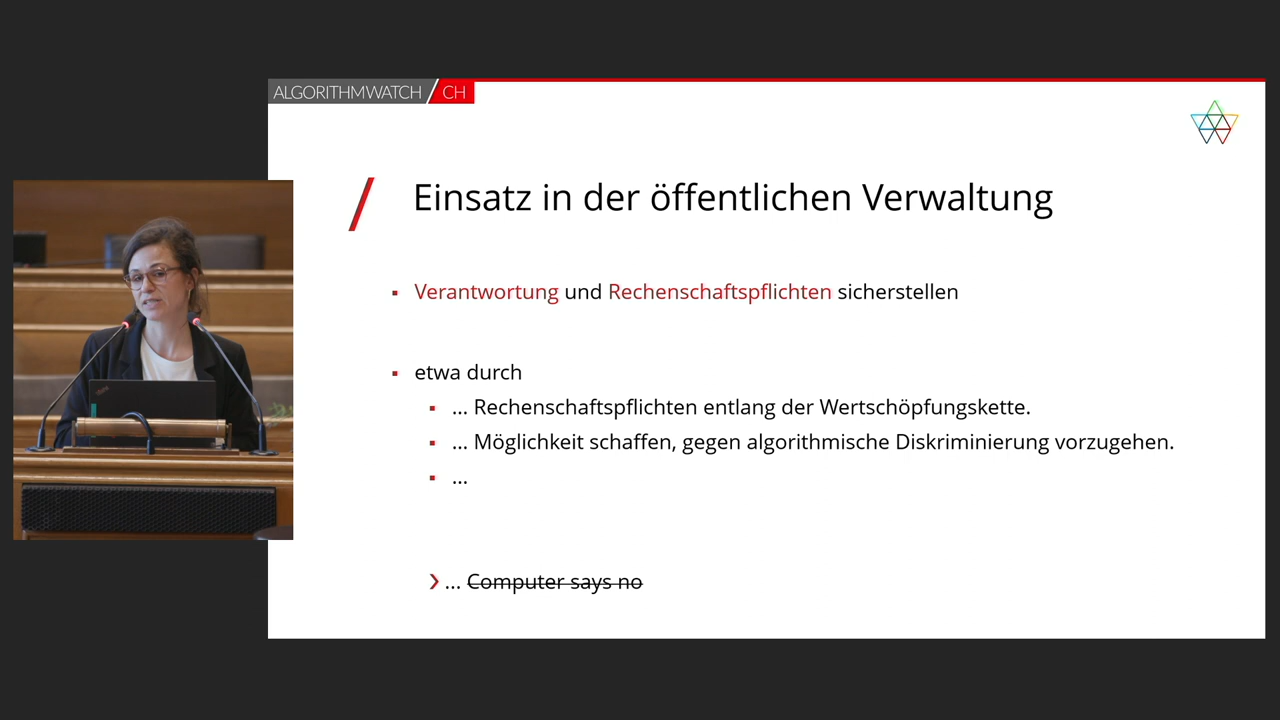 ALGORITHMWATCH CH
Einsatz in der öffentlichen Verwaltung
Verantwortung und Rechenschaftspflichten sicherstellen
etwa durch
... Rechenschaftspflichten entlang der Wertschöpfungskette.
... Möglichkeit schaffen, gegen algorithmische Diskriminierung vorzugehen.
...
... Computer says no